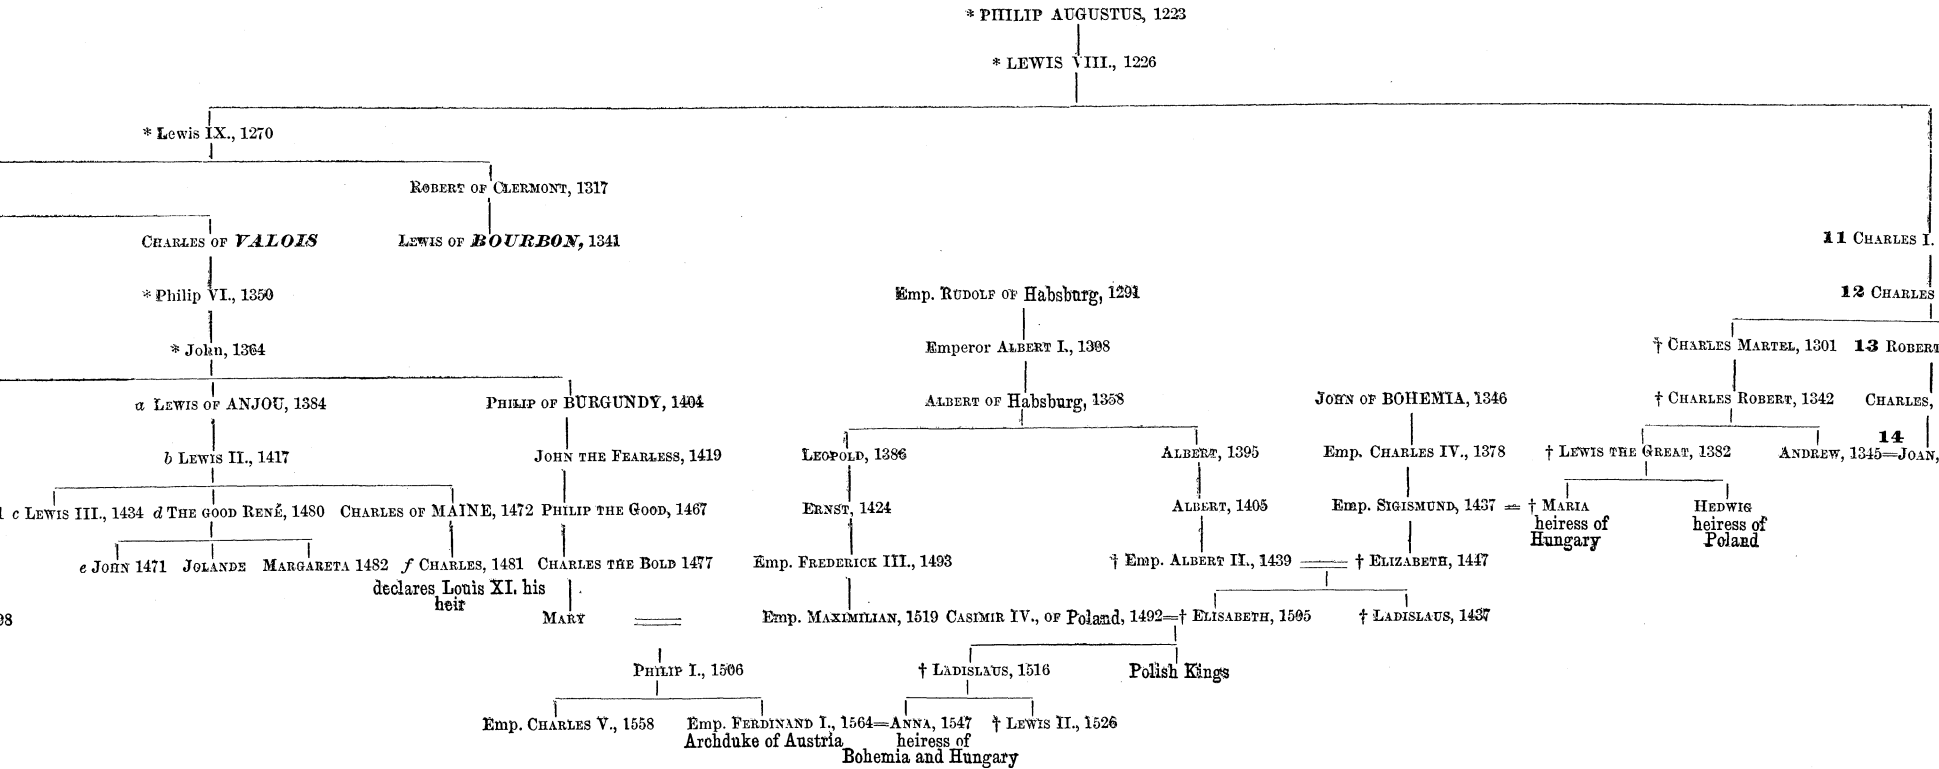 * PHILIP AUGUSTUS, 1223
* LEWIS VIII., 1226
* Lewis IX., 1270
ROBERT OF CLERMONT, 1317
CHARLES OF VALOIS
LEWIS OF BOURBON, 1341
11 CHARLES I.
* Philip VI., 1350
Emp. RUDOLF OF Habsburg, 1291
12 CHARLES
* John, 1364
Emperor ALBERT I., 1308
† CHARLES MARTEL, 1301
13 ROBERT
a LEWIS OF ANJOU, 1384
PHILIP OF BURGUNDY, 1404
ALBERT OF Habsburg, 1358
JOHN OF BOHEMIA, 1346
† CHARLES ROBERT, 1342
CHARLES,
14
b LEWIS II., 1417
JOHN THE FEARLESS, 1419
LEOPOLD, 1386
ALBERT, 1395
Emp. CHARLES IV., 1378
† LEWIS THE GREAT, 1382
ANDREW, 1345=JOAN,
c LEWIS III., 1434
d THE GOOD RENÉ, 1480
CHARLES OF MAINE, 1472
PHILIP THE GOOD, 1467
ERNST, 1424
ALBERT, 1405
Emp. SIGISMUND, 1437 = † MARIA
heiress of
Hungary
HEDWIG
heiress of
Poland
e JOHN 1471
JOLANDE
MARGARETA 1482
f CHARLES, 1481
declares Louis XI. his
heir
CHARLES THE BOLD 1477
Emp. FREDERICK III., 1493
† Emp. ALBERT II., 1439 = † ELIZABETH, 1447
98
MARY = Emp. MAXIMILIAN, 1519
CASIMIR IV., OF Poland, 1492=† ELISABETH, 1505
† LADISLAUS, 1437
PHILIP I., 1506
† LADISLAUS, 1516
Polish Kings
Emp. CHARLES V., 1558
Emp. FERDINAND I., 1564=ANNA, 1547
† LEWIS II., 1526
Archduke of Austria
heiress of
Bohemia and Hungary